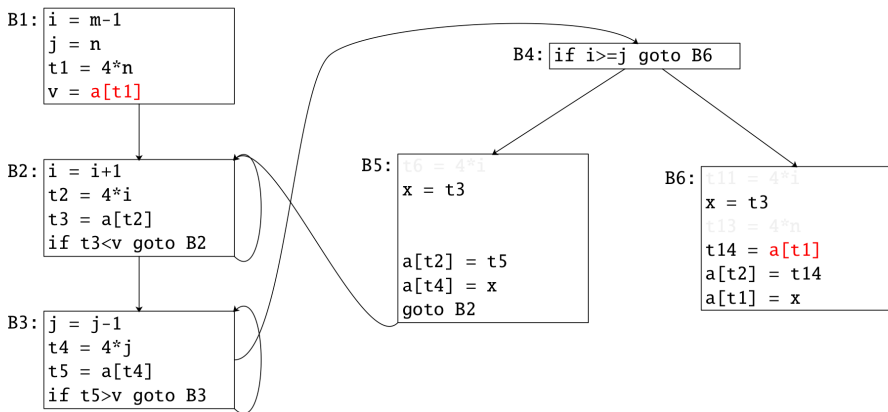 B1: i = m-1
j = n
t1 = 4*n
v = a[t1]
B2: i = i+1
t2 = 4*i
t3 = a[t2]
if t3<v goto B2
B3: j = j-1
t4 = 4*j
t5 = a[t4]
if t5>v goto B3
B4: if i>=j goto B6
B5: t6 = 4*i
x = t3
a[t2] = t5
a[t4] = x
goto B2
B6: t11 = 4*i
x = t3
t13 = 4*n
t14 = a[t1]
a[t2] = t14
a[t1] = x